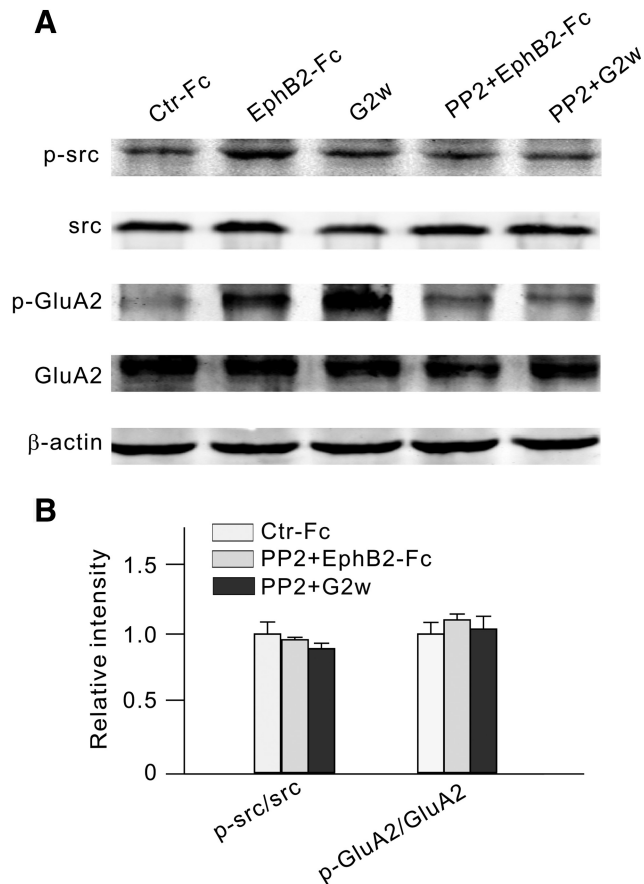 A
Ctr-Fc
EphB2-Fc
G2w
PP2+EphB2-Fc
PP2+G2w
p-src
src
p-GluA2
GluA2
β-actin
B
Ctr-Fc
PP2+EphB2-Fc
PP2+G2w
Relative intensity
1.5
1.0
0.5
0
p-src/src
p-GluA2/GluA2